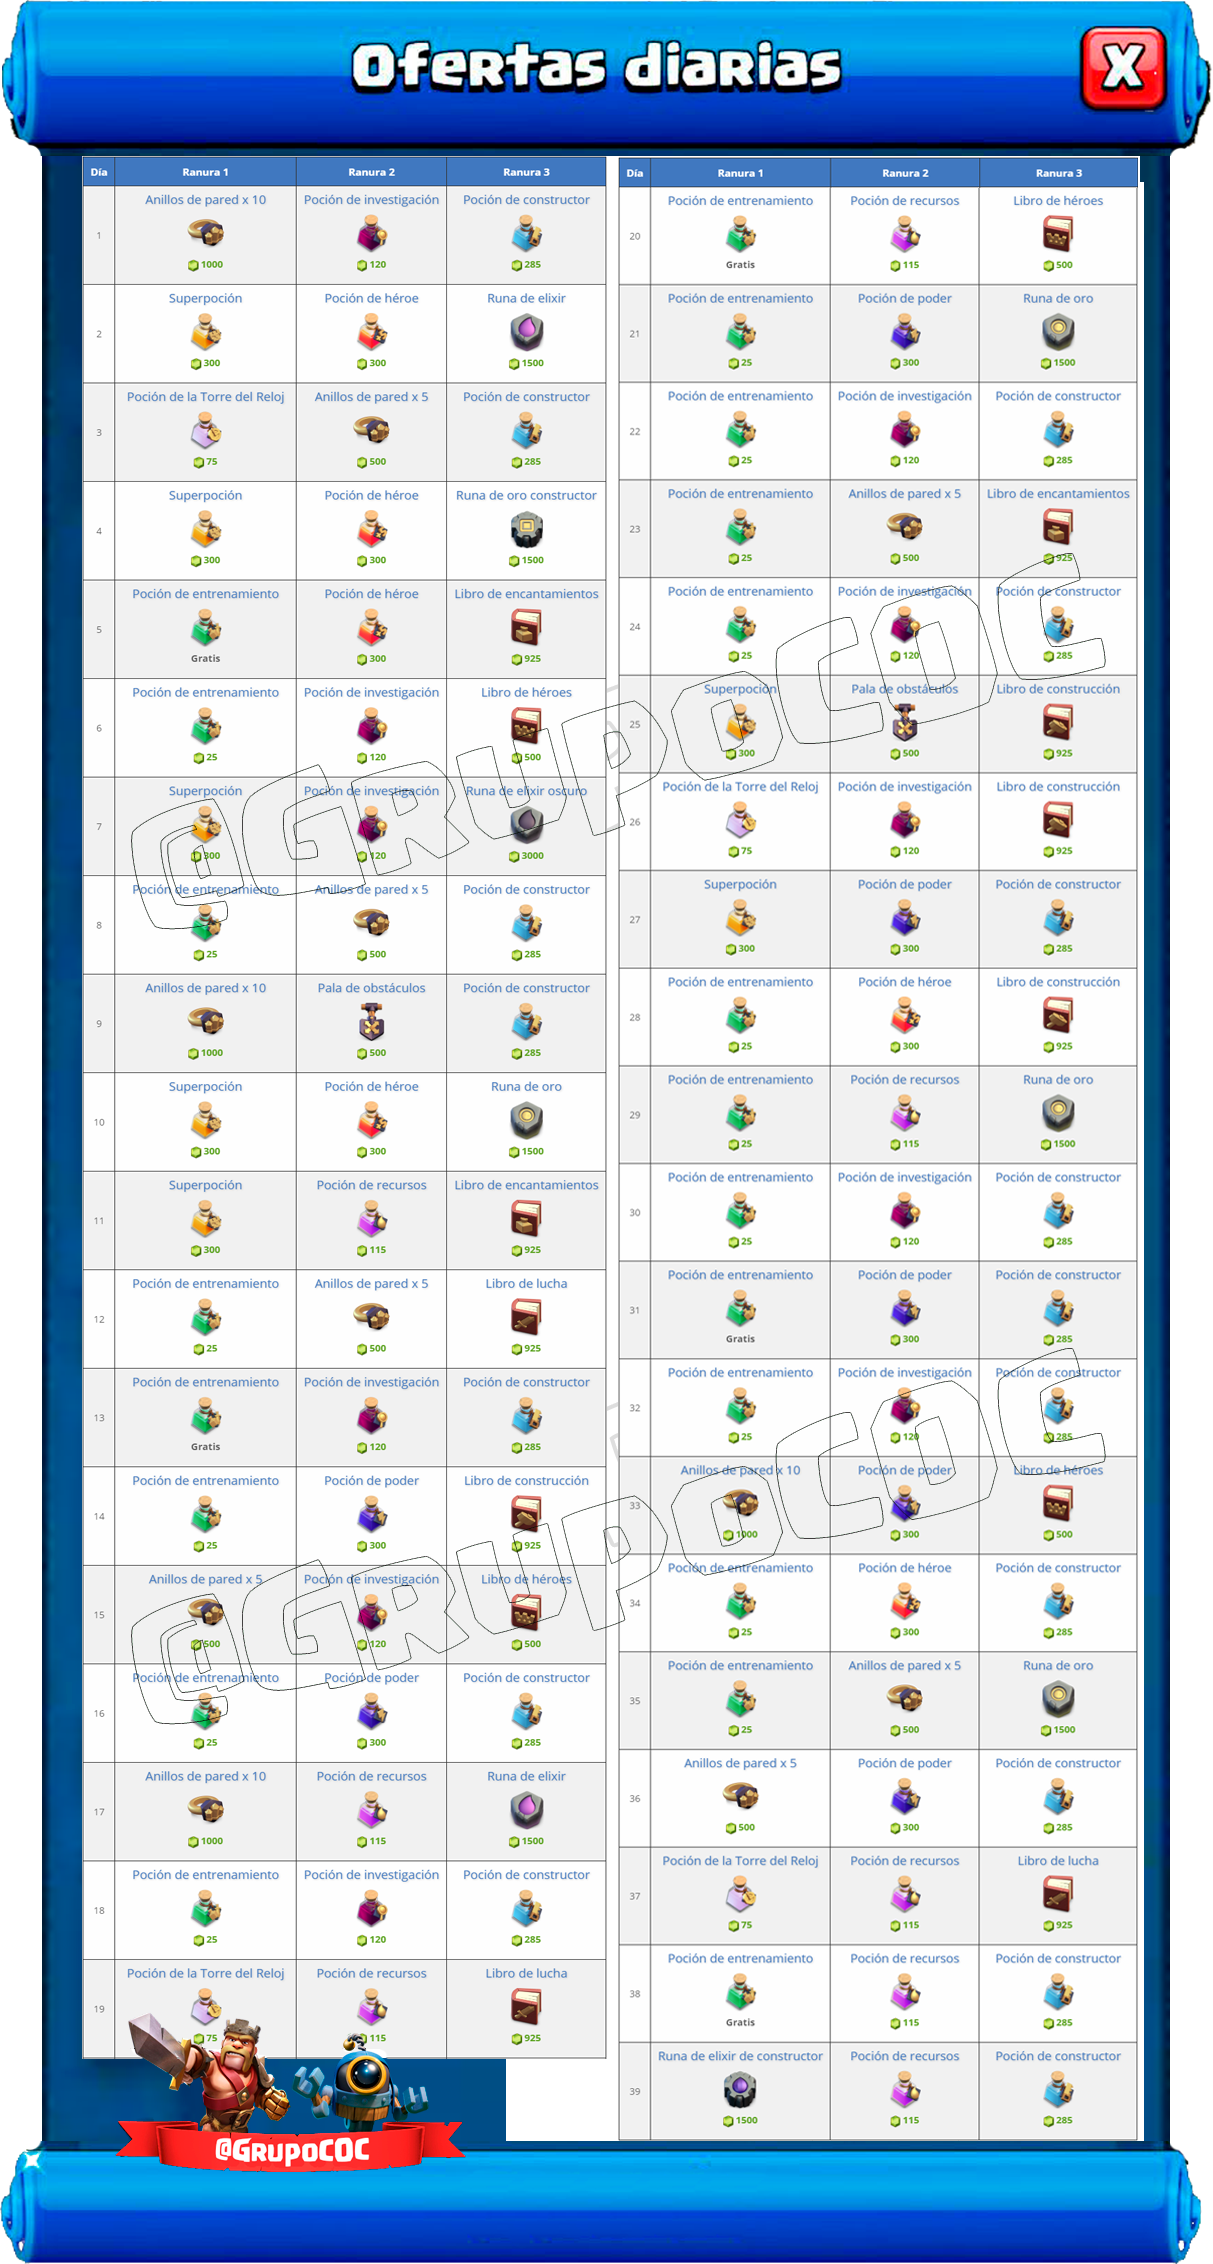 Ofertas diarias
X
Día Ranura 1 Ranura 2 Ranura 3
Anillos de pared x 10 Poción de investigación Poción de constructor
1
1000 120 285
Superpoción Poción de héroe Runa de elixir
2
300 300 1500
Poción de la Torre del Reloj Anillos de pared x 5 Poción de constructor
3
75 500 285
Superpoción Poción de héroe Runa de oro constructor
4
300 300 1500
Poción de entrenamiento Poción de héroe Libro de encantamientos
5
Gratis 300 925
Poción de entrenamiento Poción de investigación Libro de héroes
6
25 120 500
Superpoción Poción de investigación Runa de elixir oscuro
7
300 120 3000
Poción de entrenamiento Anillos de pared x 5 Poción de constructor
8
25 500 285
Anillos de pared x 10 Pala de obstáculos Poción de constructor
9
1000 500 285
Superpoción Poción de héroe Runa de oro
10
300 300 1500
Superpoción Poción de recursos Libro de encantamientos
11
300 115 925
Poción de entrenamiento Anillos de pared x 5 Libro de lucha
12
25 500 925
Poción de entrenamiento Poción de investigación Poción de constructor
13
Gratis 120 285
Poción de entrenamiento Poción de poder Libro de construcción
14
25 300 925
Anillos de pared x 5 Poción de investigación Libro de héroes
15
500 120 500
Poción de entrenamiento Poción de poder Poción de constructor
16
25 300 285
Anillos de pared x 10 Poción de recursos Runa de elixir
17
1000 115 1500
Poción de entrenamiento Poción de investigación Poción de constructor
18
25 120 285
Poción de la Torre del Reloj Poción de recursos Libro de lucha
19
75 115 925
Día Ranura 1 Ranura 2 Ranura 3
Poción de entrenamiento Poción de recursos Libro de héroes
20
Gratis 115 500
Poción de entrenamiento Poción de poder Runa de oro
21
25 300 1500
Poción de entrenamiento Poción de investigación Poción de constructor
22
25 120 285
Poción de entrenamiento Anillos de pared x 5 Libro de encantamientos
23
25 500 925
Poción de entrenamiento Poción de investigación Poción de constructor
24
25 120 285
Superpoción Pala de obstáculos Libro de construcción
25
300 500 925
Poción de la Torre del Reloj Poción de investigación Libro de construcción
26
75 120 925
Superpoción Poción de poder Poción de constructor
27
300 300 285
Poción de entrenamiento Poción de héroe Libro de construcción
28
25 300 925
Poción de entrenamiento Poción de recursos Runa de oro
29
25 115 1500
Poción de entrenamiento Poción de investigación Poción de constructor
30
25 120 285
Poción de entrenamiento Poción de poder Poción de constructor
31
Gratis 300 285
Poción de entrenamiento Poción de investigación Poción de constructor
32
25 120 285
Anillos de pared x 10 Poción de poder Libro de héroes
33
1000 300 500
Poción de entrenamiento Poción de héroe Poción de constructor
34
25 300 285
Poción de entrenamiento Anillos de pared x 5 Runa de oro
35
25 500 1500
Anillos de pared x 5 Poción de poder Poción de constructor
36
500 300 285
Poción de la Torre del Reloj Poción de recursos Libro de lucha
37
75 115 925
Poción de entrenamiento Poción de recursos Poción de constructor
38
Gratis 115 285
Runa de elixir de constructor Poción de recursos Poción de constructor
39
1500 115 285
@GrupoCOC
@GrupoCOC
@GrupoCOC